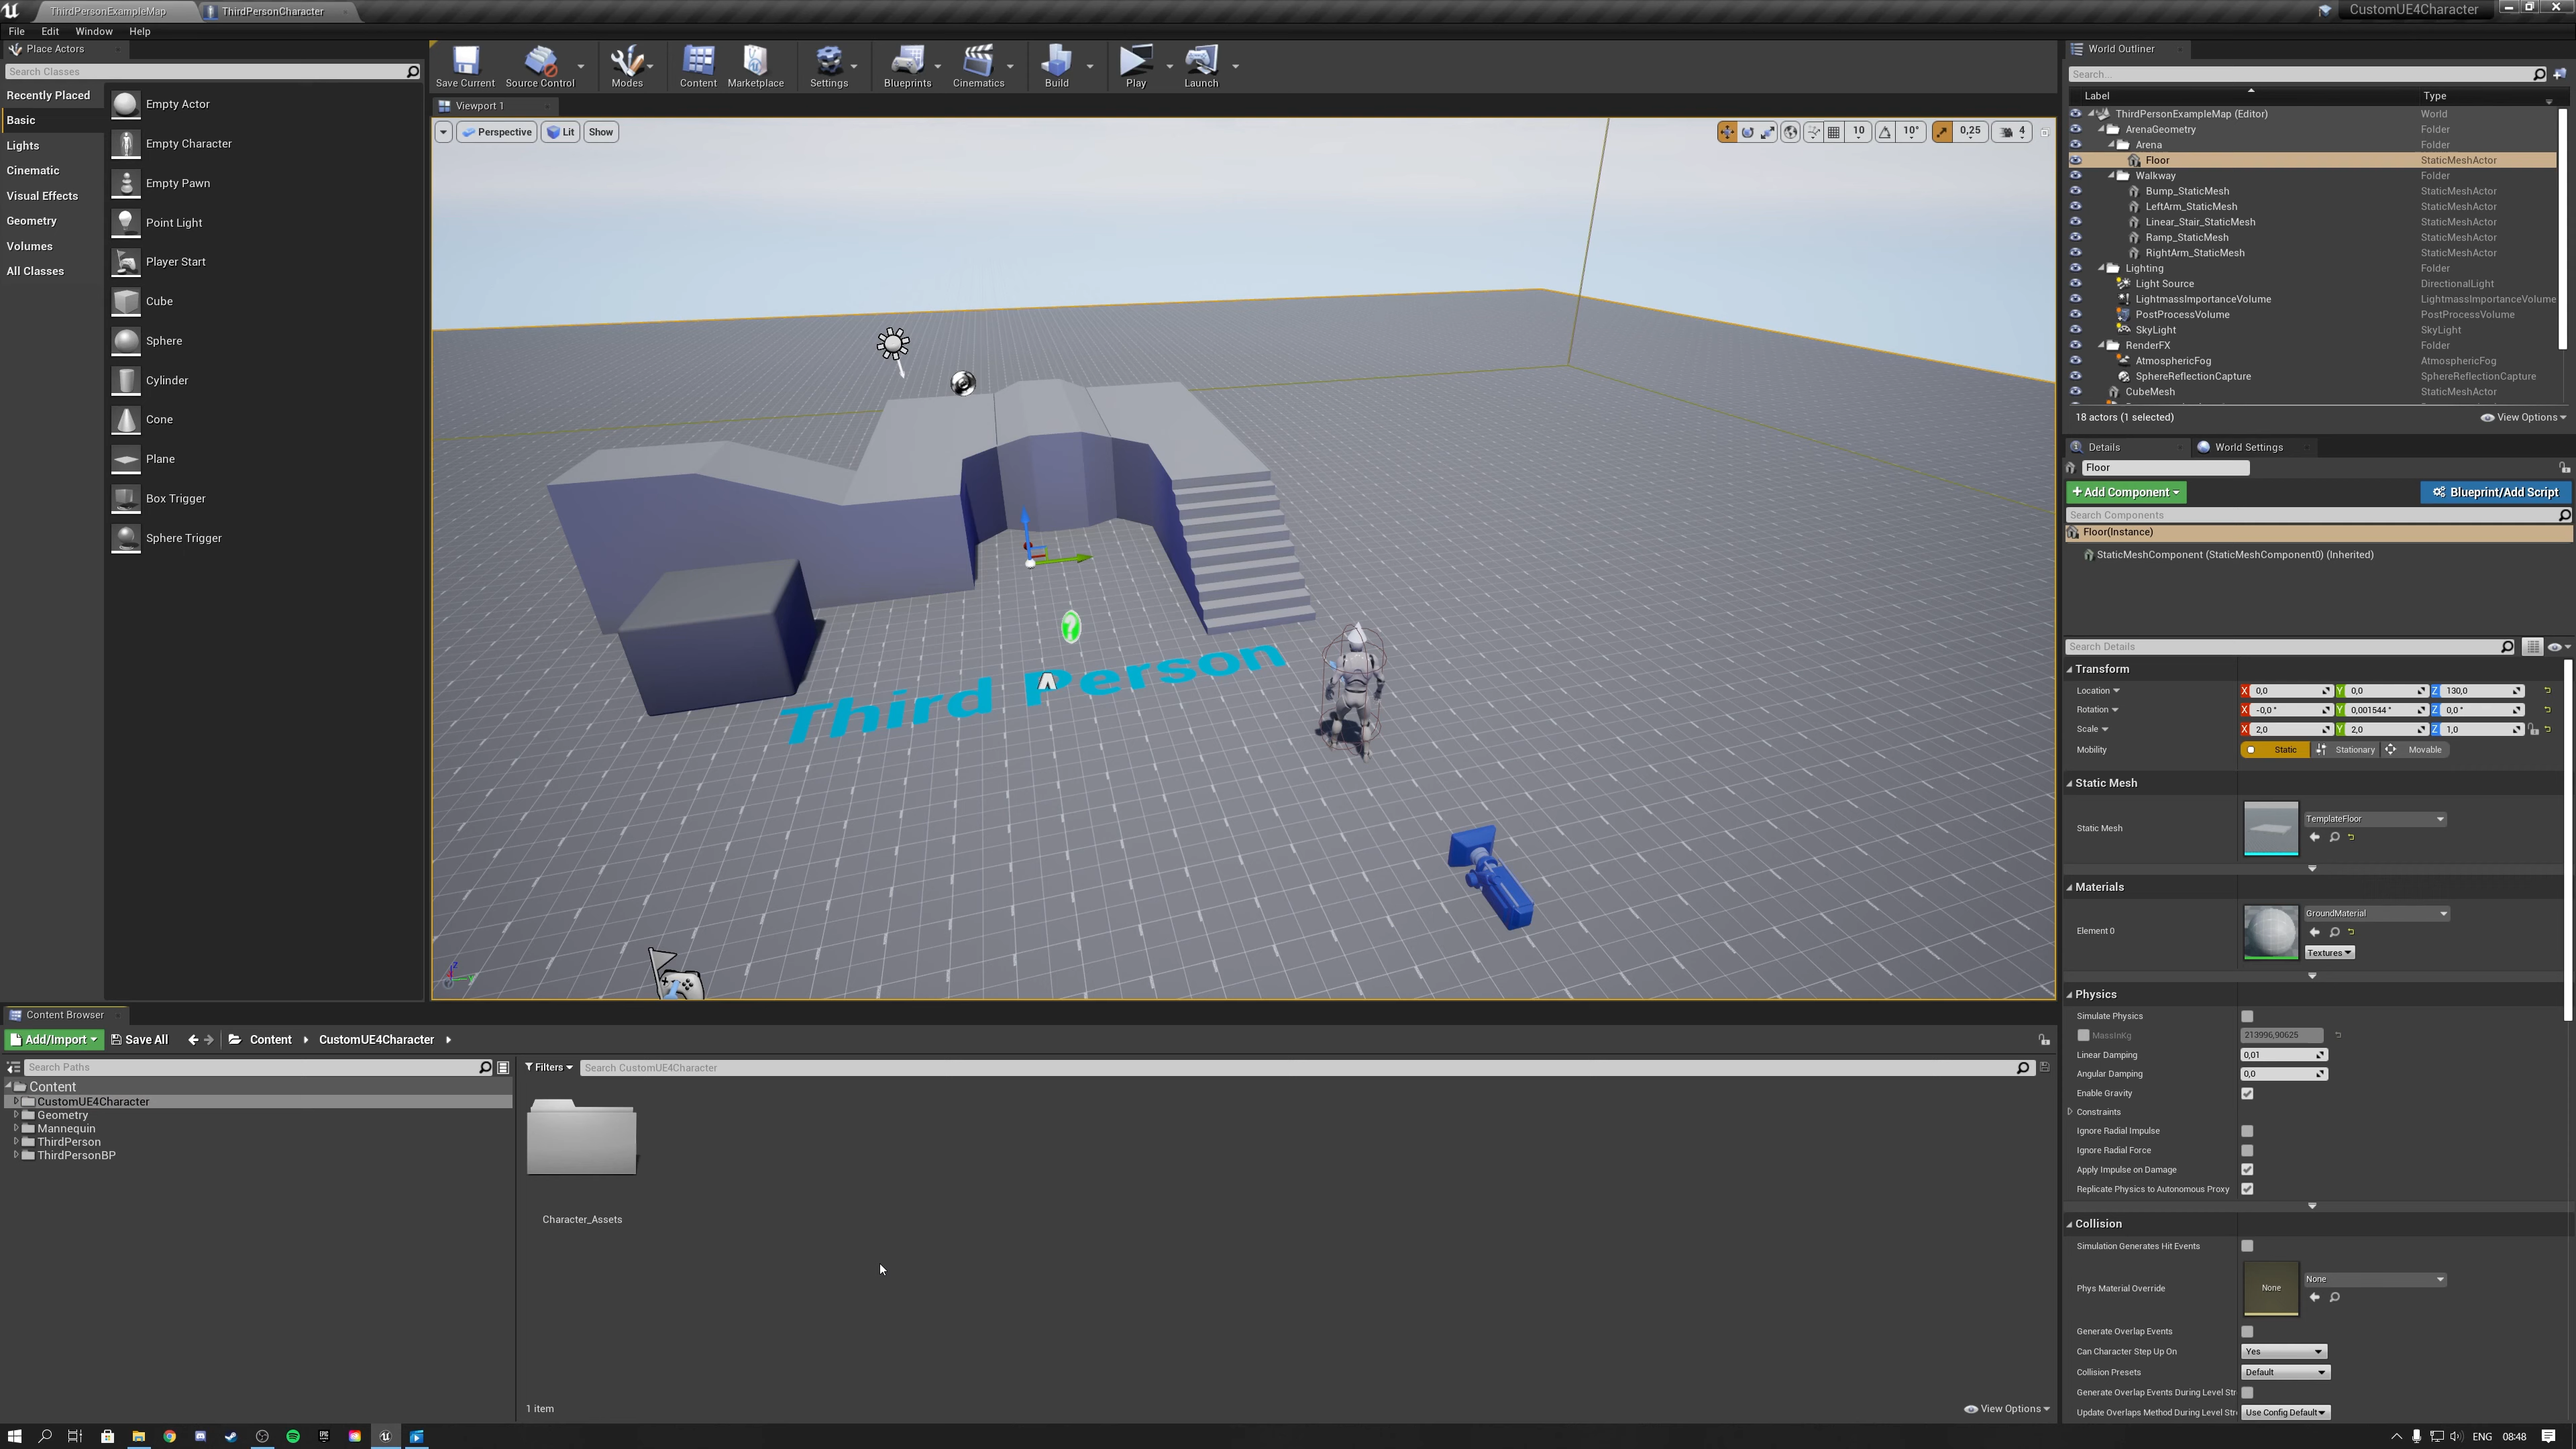 ThirdPersonExampleMap
ThirdPersonCharacter
CustomUE4Character
File
Edit
Window
Help
Place Actors
Search Classes
Recently Placed
Basic
Lights
Cinematic
Visual Effects
Geometry
Volumes
All Classes
Empty Actor
Empty Character
Empty Pawn
Point Light
Player Start
Cube
Sphere
Cylinder
Cone
Plane
Box Trigger
Sphere Trigger
Save Current
Source Control
Modes
Content
Marketplace
Settings
Blueprints
Cinematics
Build
Play
Launch
Viewport 1
Perspective
Lit
Show
10
10°
0,25
4
Third Person
World Outliner
Search...
Label
Type
ThirdPersonExampleMap (Editor)
World
ArenaGeometry
Folder
Arena
Folder
Floor
StaticMeshActor
Walkway
Folder
Bump_StaticMesh
StaticMeshActor
LeftArm_StaticMesh
StaticMeshActor
Linear_Stair_StaticMesh
StaticMeshActor
Ramp_StaticMesh
StaticMeshActor
RightArm_StaticMesh
StaticMeshActor
Lighting
Folder
Light Source
DirectionalLight
LightmassImportanceVolume
LightmassImportanceVolume
PostProcessVolume
PostProcessVolume
SkyLight
SkyLight
RenderFX
Folder
AtmosphericFog
AtmosphericFog
SphereReflectionCapture
SphereReflectionCapture
CubeMesh
StaticMeshActor
18 actors (1 selected)
View Options
Details
World Settings
Floor
+ Add Component
Blueprint/Add Script
Search Components
Floor(Instance)
StaticMeshComponent (StaticMeshComponent0) (Inherited)
Search Details
Transform
Location
X 0,0
Y 0,0
Z 130,0
Rotation
X -0,0 °
Y 0,001544 °
Z 0,0 °
Scale
X 2,0
Y 2,0
Z 1,0
Mobility
Static
Stationary
Movable
Static Mesh
Static Mesh
TemplateFloor
Materials
Element 0
GroundMaterial
Textures
Physics
Simulate Physics
MassInKg
213996,90625
Linear Damping
0,01
Angular Damping
0,0
Enable Gravity
Constraints
Ignore Radial Impulse
Ignore Radial Force
Apply Impulse on Damage
Replicate Physics to Autonomous Proxy
Collision
Simulation Generates Hit Events
Phys Material Override
None
None
Generate Overlap Events
Can Character Step Up On
Yes
Collision Presets
Default
Generate Overlap Events During Level Str
Update Overlaps Method During Level Stre
Use Config Default
Content Browser
Add/Import
Save All
Content
CustomUE4Character
Search Paths
Filters
Search CustomUE4Character
Content
CustomUE4Character
Geometry
Mannequin
ThirdPerson
ThirdPersonBP
Character_Assets
1 item
View Options
ENG
08:48